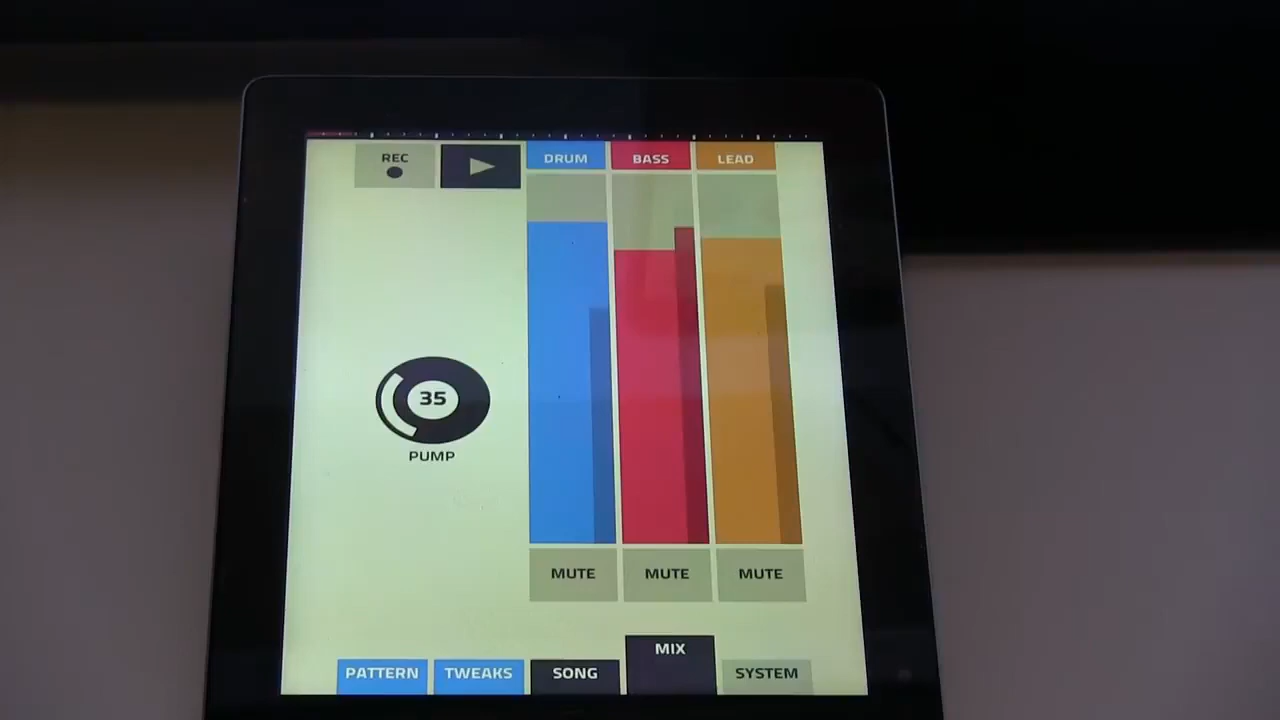 REC
DRUM
BASS
LEAD
35
PUMP
MUTE
MUTE
MUTE
PATTERN
TWEAKS
SONG
MIX
SYSTEM